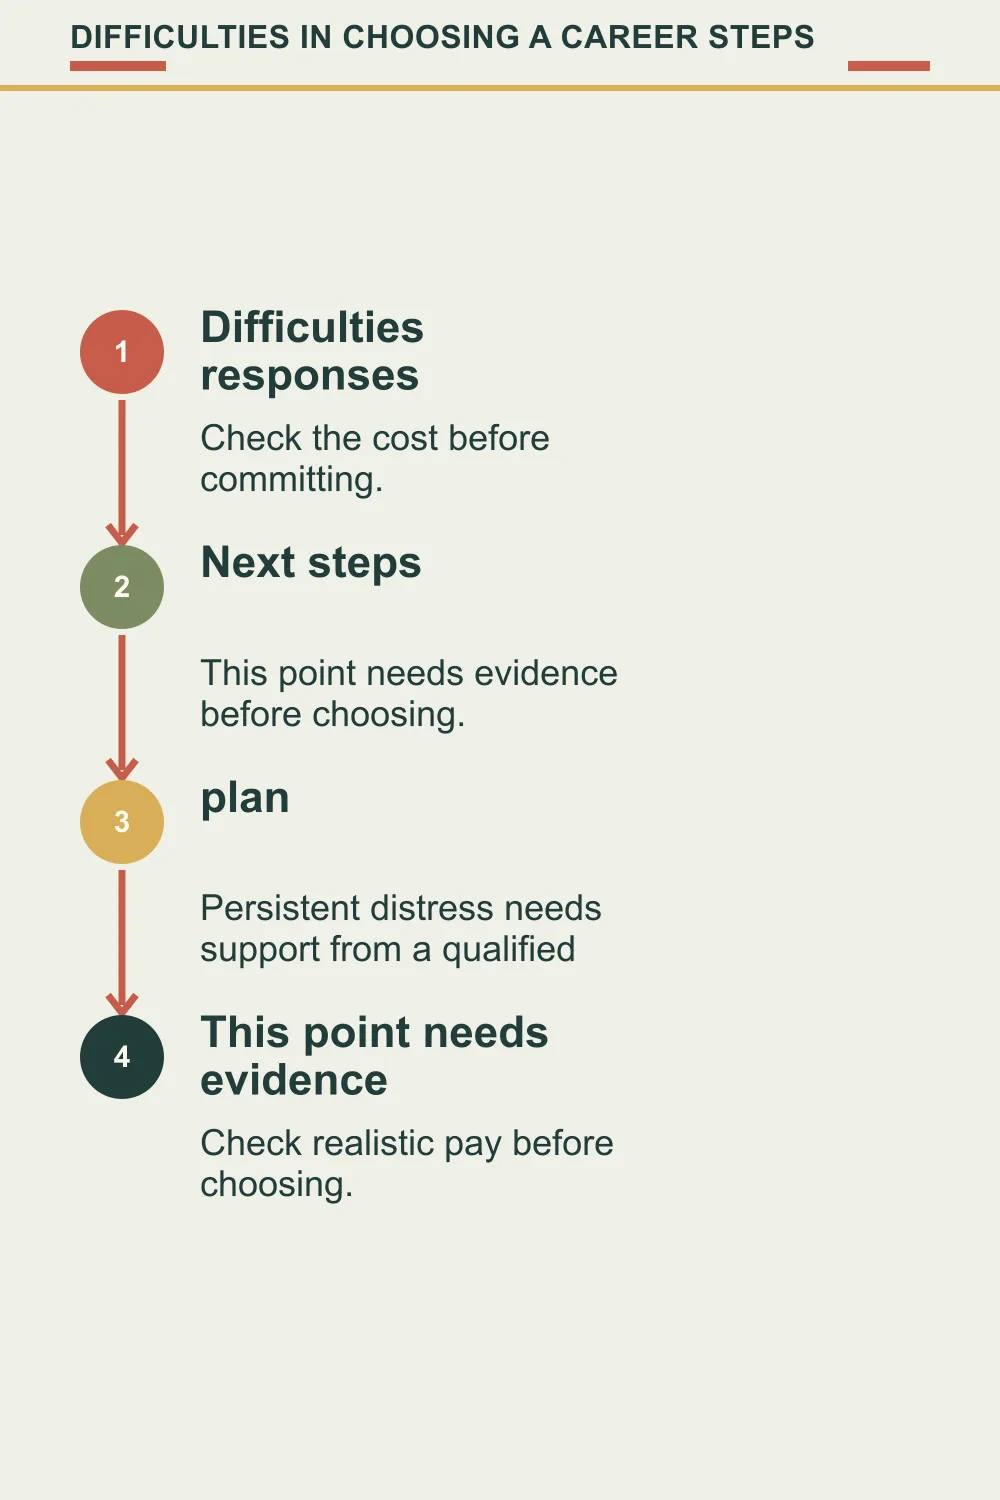 DIFFICULTIES IN CHOOSING A CAREER STEPS
1
Difficulties
responses
Check the cost before
committing.
2
Next steps
This point needs evidence
before choosing.
3
plan
Persistent distress needs
support from a qualified
4
This point needs
evidence
Check realistic pay before
choosing.